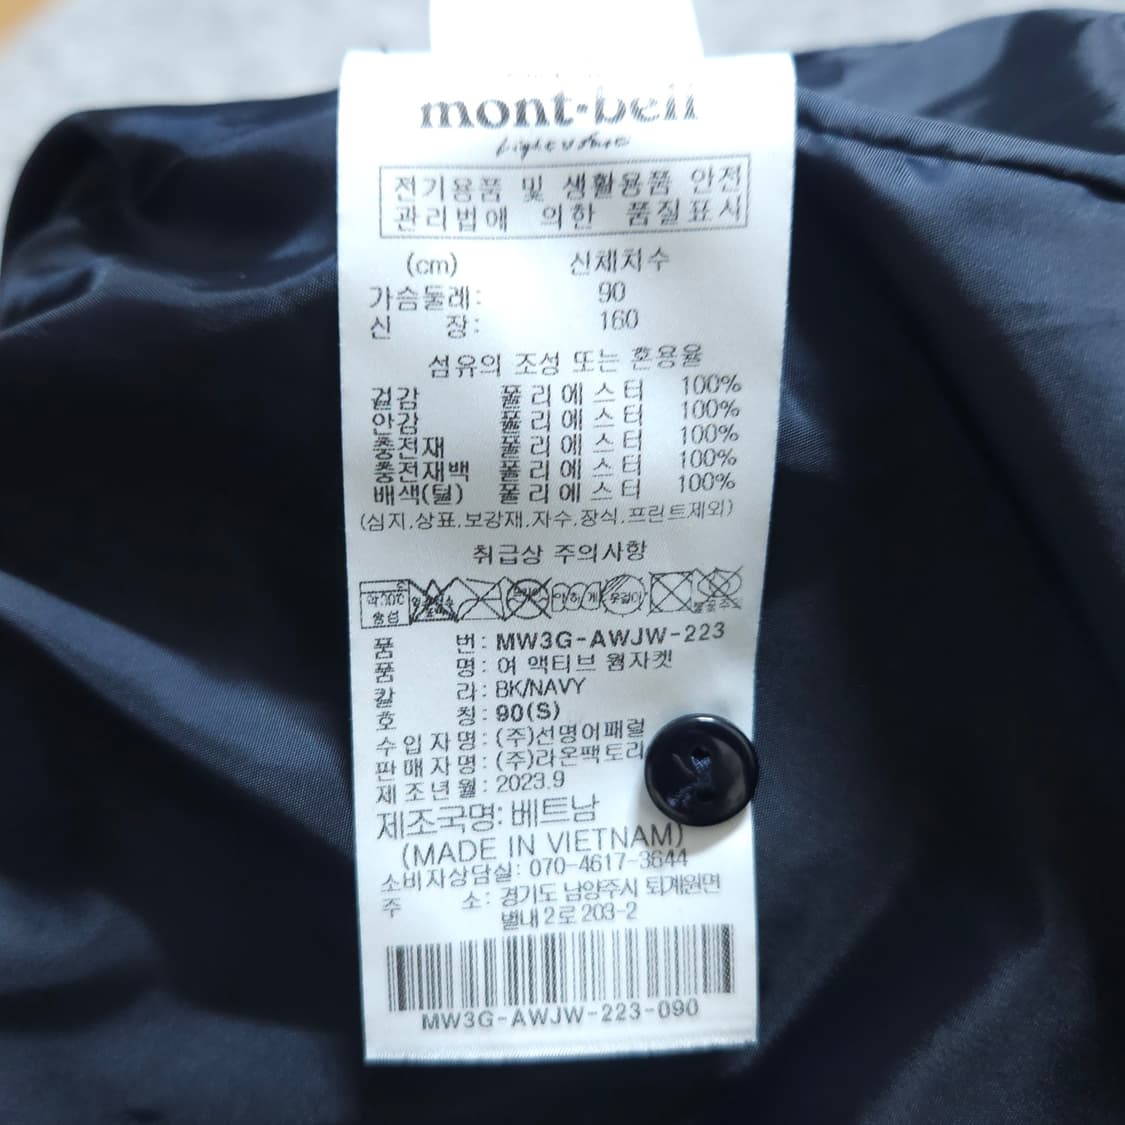 mont-bell
Light & Fast
전기용품 및 생활용품 안전
관리법에 의한 품질표시
(cm) 신체치수
가슴둘레: 90
신 장: 160
섬유의 조성 또는 혼용율
겉감 폴리에스터 100%
안감 폴리에스터 100%
충전재 폴리에스터 100%
충전재백 폴리에스터 100%
배색(털) 폴리에스터 100%
(심지,상표,보강재,자수,장식,프린트제외)
취급상 주의사항
약하게 옷걸이
품 번: MW3G-AWJW-223
품 명: 여 액티브 웜자켓
칼 라: BK/NAVY
호 칭: 90(S)
수입자명: (주)선명어패럴
판매자명: (주)라온팩토리
제조년월: 2023.9
제조국명: 베트남
(MADE IN VIETNAM)
소비자상담실: 070-4617-3644
주 소: 경기도 남양주시 퇴계원면
별내2로 203-2
MW3G-AWJW-223-090